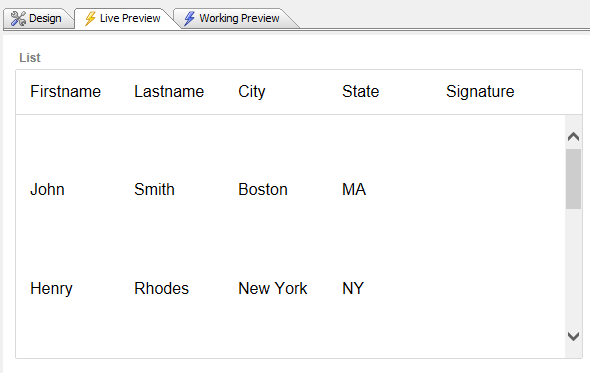 Design Live Preview Working Preview
List
Firstname Lastname City State Signature
John Smith Boston MA
Henry Rhodes New York NY